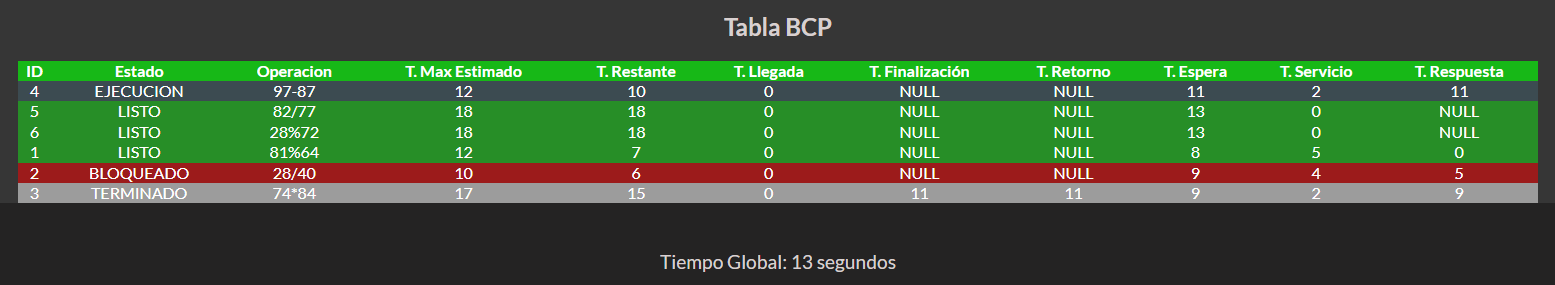 Tabla BCP
ID Estado Operacion T. Max Estimado T. Restante T. Llegada T. Finalización T. Retorno T. Espera T. Servicio T. Respuesta
4 EJECUCION 97-87 12 10 0 NULL NULL 11 2 11
5 LISTO 82/77 18 18 0 NULL NULL 13 0 NULL
6 LISTO 28%72 18 18 0 NULL NULL 13 0 NULL
1 LISTO 81%64 12 7 0 NULL NULL 8 5 0
2 BLOQUEADO 28/40 10 6 0 NULL NULL 9 4 5
3 TERMINADO 74*84 17 15 0 11 11 9 2 9
Tiempo Global: 13 segundos